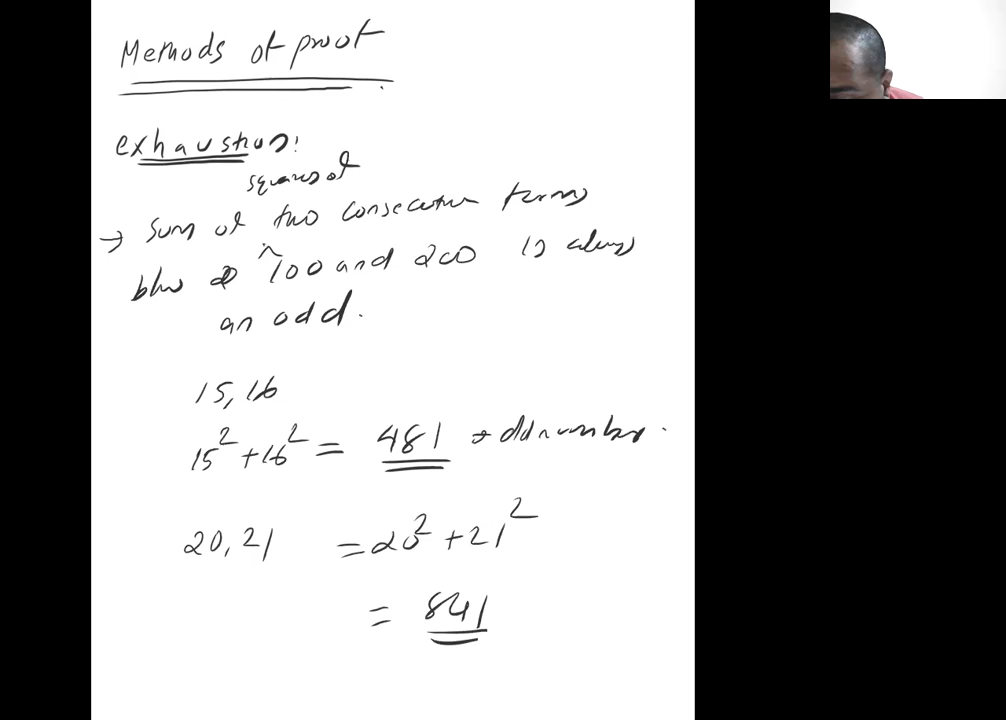 Methods of proof
exhaustion:
squares of
→ Sum of ^ two consecutive terms
b/w 100 and 200 is always
an odd.
15, 16
15² + 16² = 481 → odd number.
20, 21 = 20² + 21²
= 841